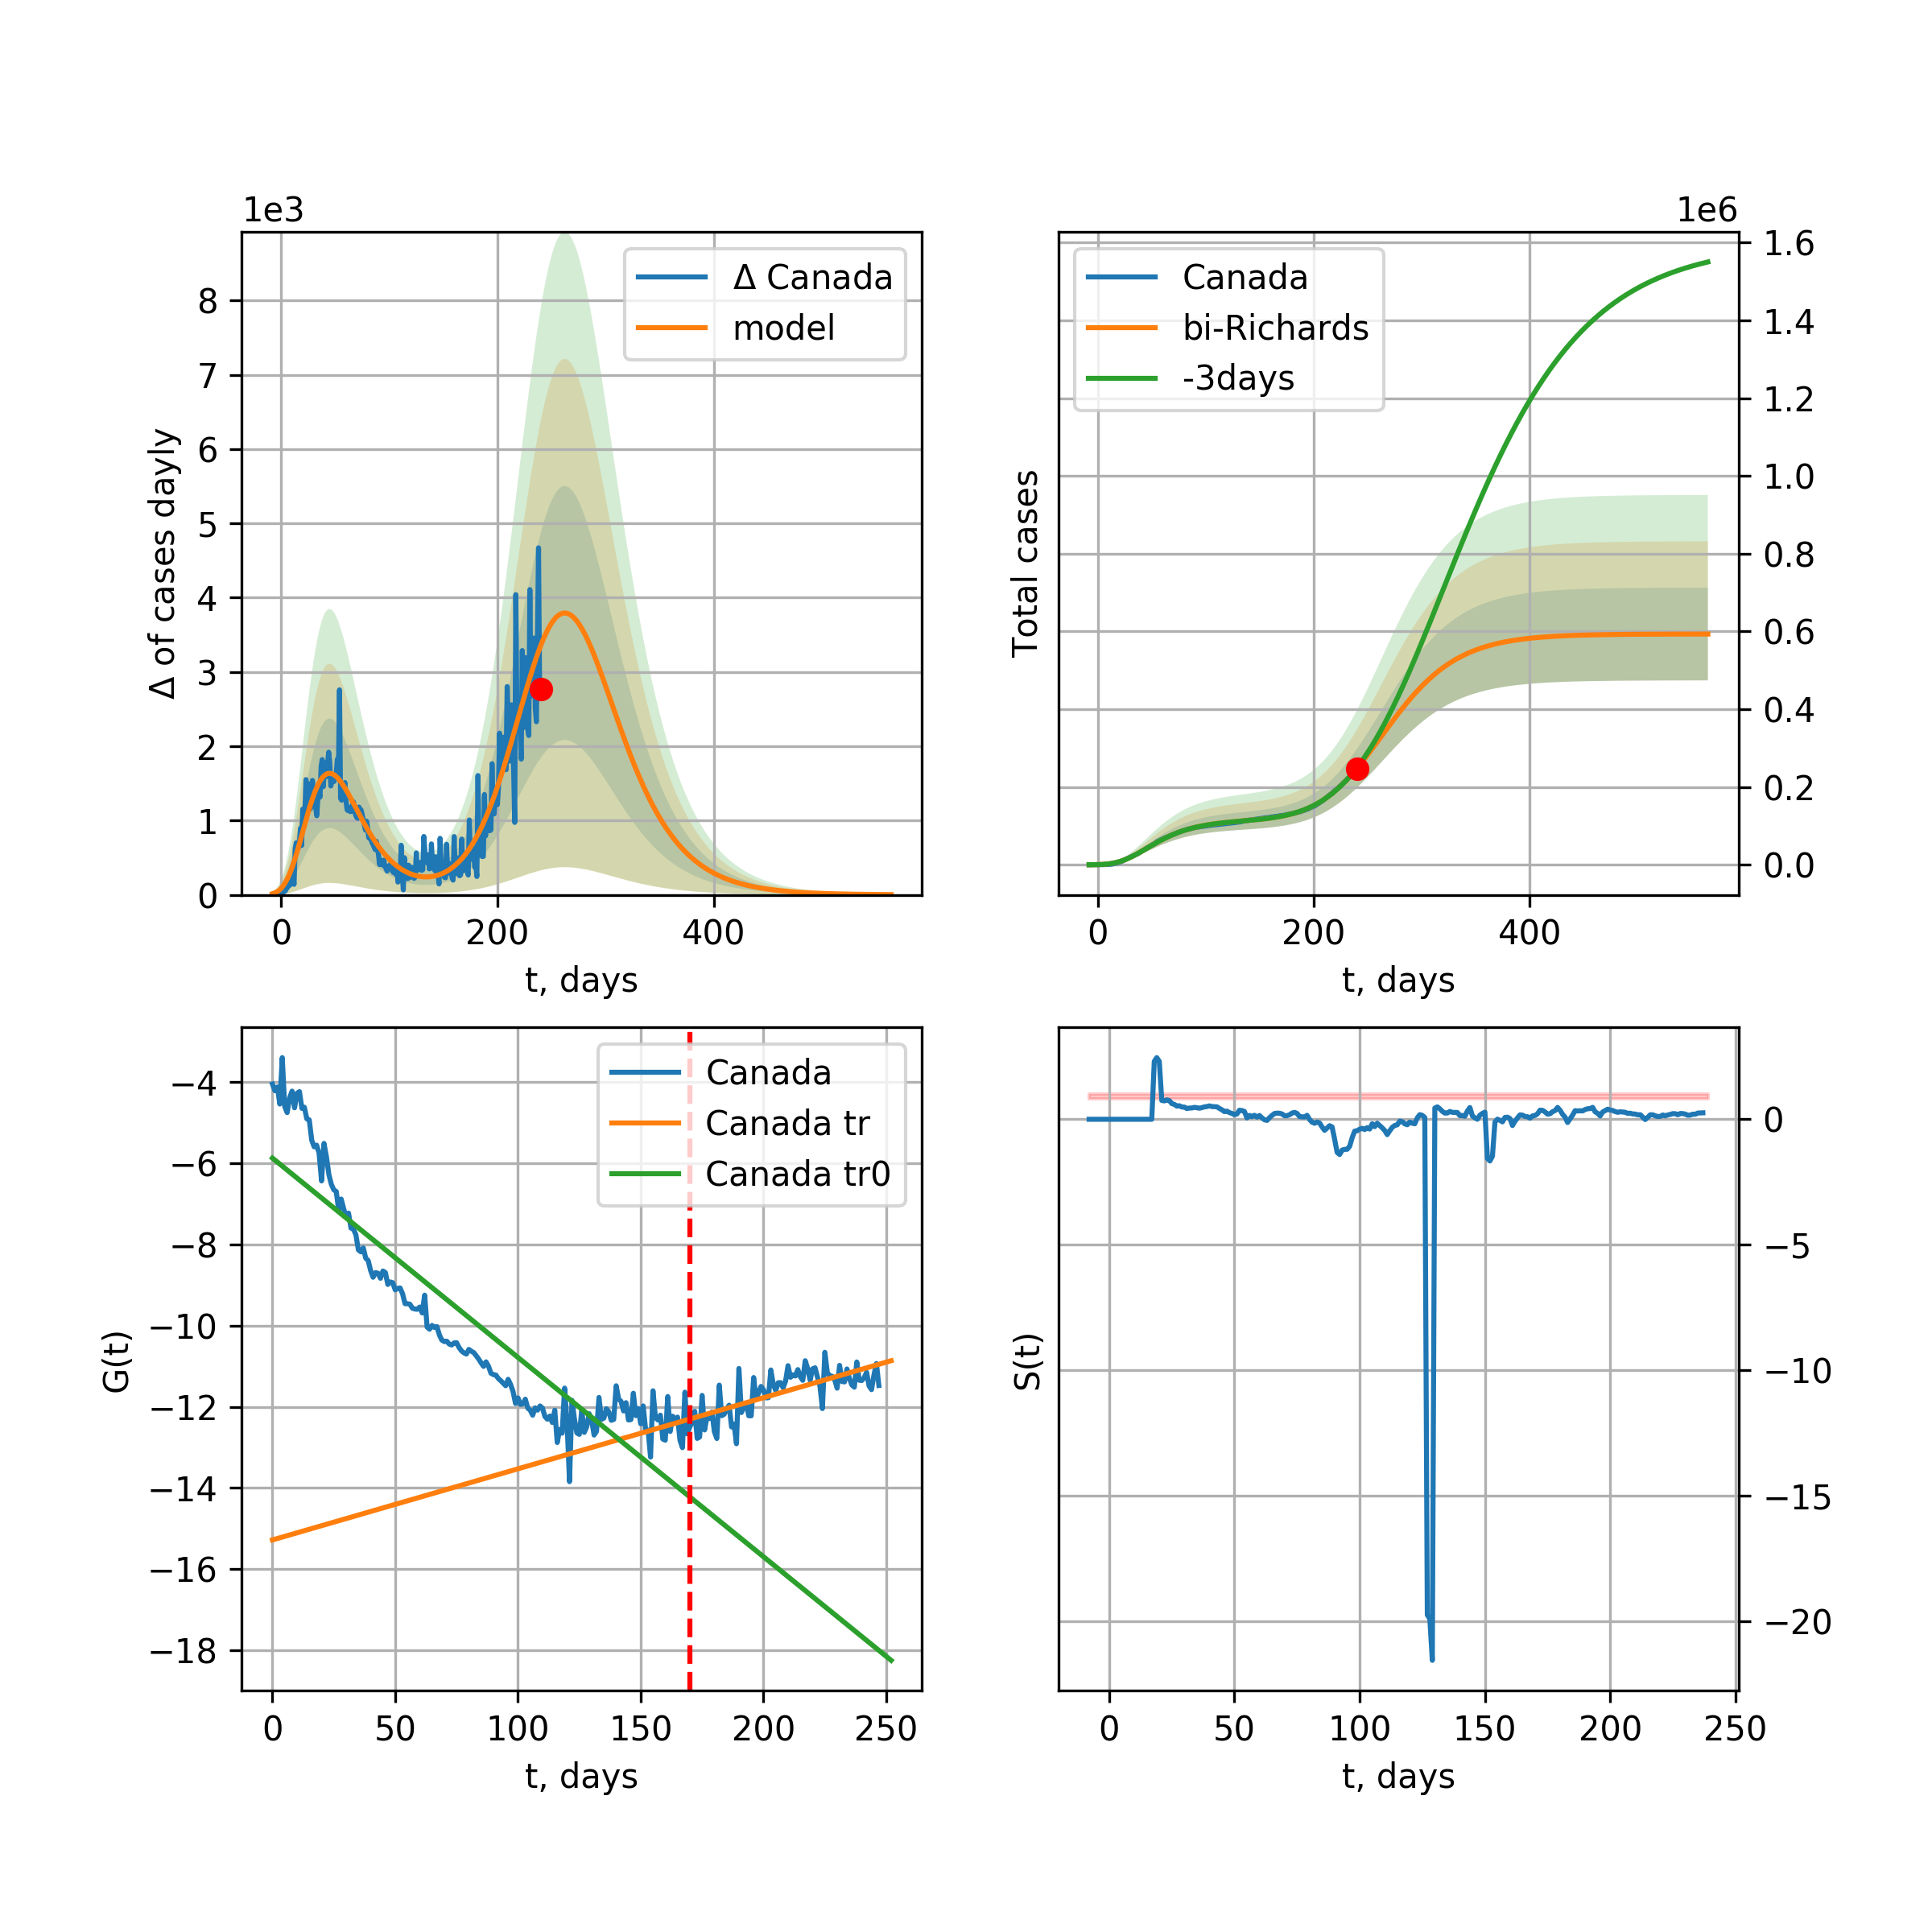 1e3
Δ of cases dayly
8
7
6
5
4
3
2
1
0
Δ Canada
model
0 200 400
t, days
1e6
Total cases
Canada
bi-Richards
-3days
1.6
1.4
1.2
1.0
0.8
0.6
0.4
0.2
0.0
0 200 400
t, days
G(t)
−4
−6
−8
−10
−12
−14
−16
−18
Canada
Canada tr
Canada tr0
0 50 100 150 200 250
t, days
S(t)
0
−5
−10
−15
−20
0 50 100 150 200 250
t, days